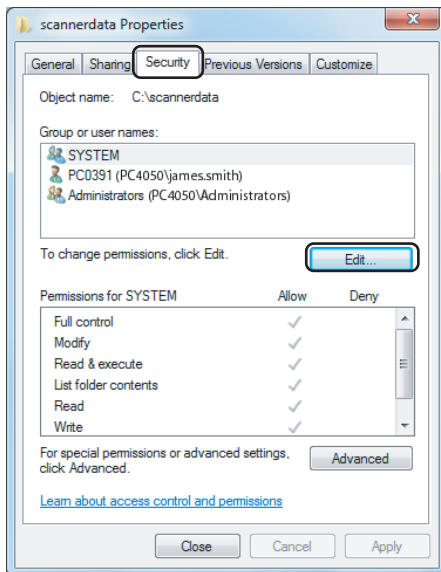 scannerdata Properties
General Sharing Security Previous Versions Customize
Object name: C:\scannerdata
Group or user names:
SYSTEM
PC0391 (PC4050\james.smith)
Administrators (PC4050\Administrators)
To change permissions, click Edit.
Edit...
Permissions for SYSTEM Allow Deny
Full control
Modify
Read & execute
List folder contents
Read
Write
For special permissions or advanced settings,
click Advanced.
Advanced
Learn about access control and permissions
Close Cancel Apply